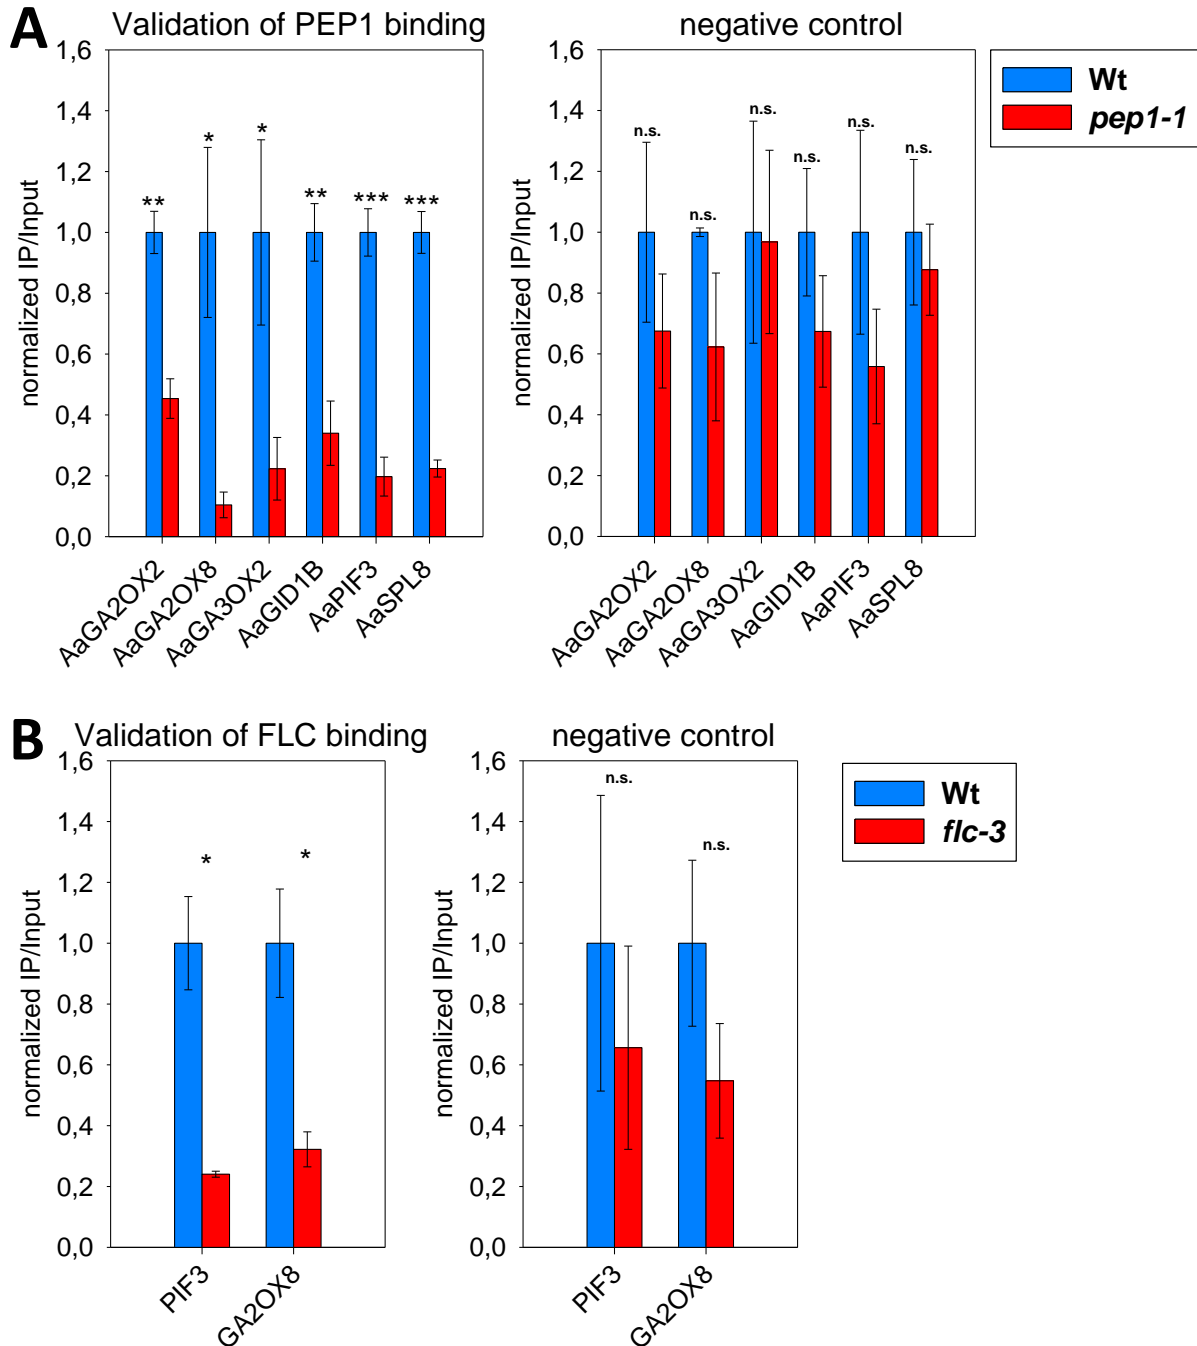 A
Validation of PEP1 binding
negative control
normalized IP/Input
1,6
1,4
1,2
1,0
0,8
0,6
0,4
0,2
0,0
**
*
*
**
***
***
AaGA2OX2
AaGA2OX8
AaGA3OX2
AaGID1B
AaPIF3
AaSPL8
normalized IP/Input
1,6
1,4
1,2
1,0
0,8
0,6
0,4
0,2
0,0
n.s.
n.s.
n.s.
n.s.
n.s.
n.s.
AaGA2OX2
AaGA2OX8
AaGA3OX2
AaGID1B
AaPIF3
AaSPL8
Wt
pep1-1
B
Validation of FLC binding
negative control
normalized IP/Input
1,6
1,4
1,2
1,0
0,8
0,6
0,4
0,2
0,0
*
*
PIF3
GA2OX8
normalized IP/Input
1,6
1,4
1,2
1,0
0,8
0,6
0,4
0,2
0,0
n.s.
n.s.
PIF3
GA2OX8
Wt
flc-3